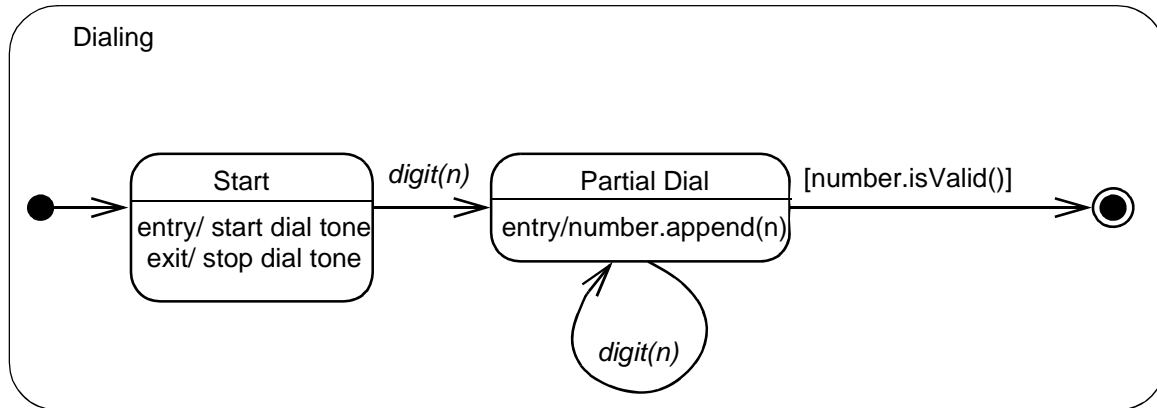 Dialing
Start
entry/ start dial tone
exit/ stop dial tone
digit(n)
Partial Dial
entry/number.append(n)
digit(n)
[number.isValid()]